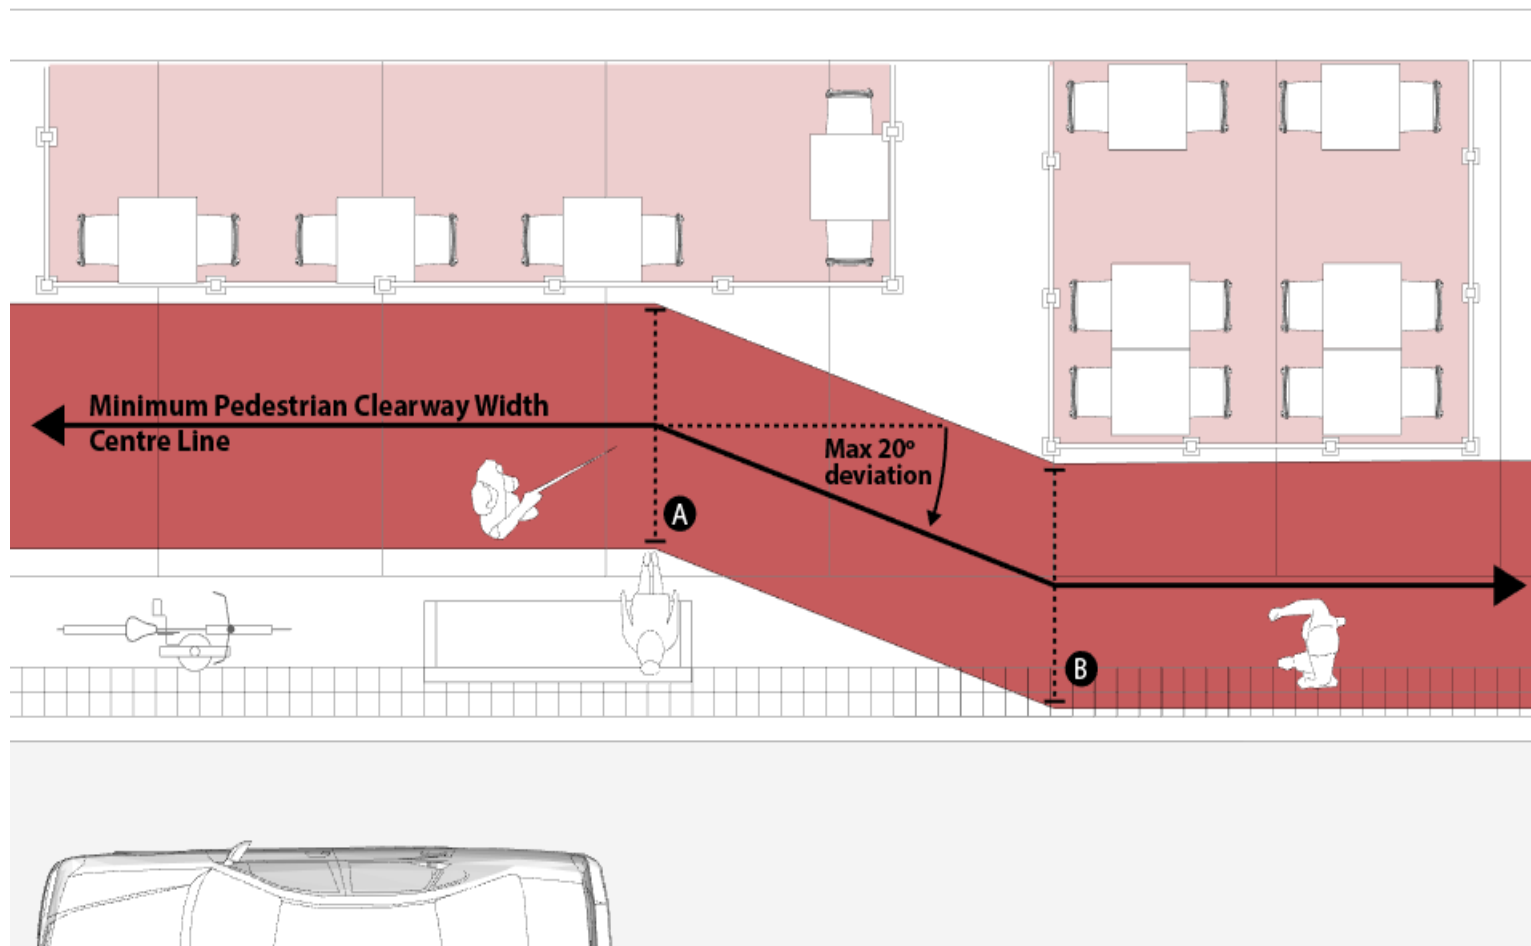 Minimum Pedestrian Clearway Width
Centre Line
Max 20º
deviation
A
B